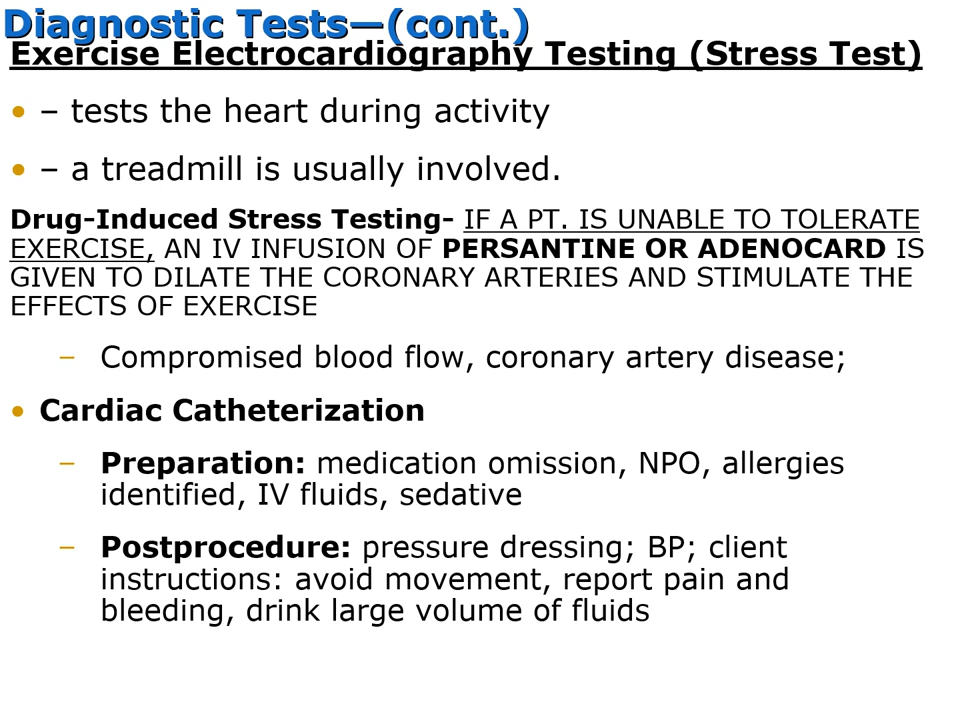 Diagnostic Tests—(cont.)
Exercise Electrocardiography Testing (Stress Test)
• – tests the heart during activity
• – a treadmill is usually involved.
Drug-Induced Stress Testing- IF A PT. IS UNABLE TO TOLERATE
EXERCISE, AN IV INFUSION OF PERSANTINE OR ADENOCARD IS
GIVEN TO DILATE THE CORONARY ARTERIES AND STIMULATE THE
EFFECTS OF EXERCISE
– Compromised blood flow, coronary artery disease;
• Cardiac Catheterization
– Preparation: medication omission, NPO, allergies
identified, IV fluids, sedative
– Postprocedure: pressure dressing; BP; client
instructions: avoid movement, report pain and
bleeding, drink large volume of fluids